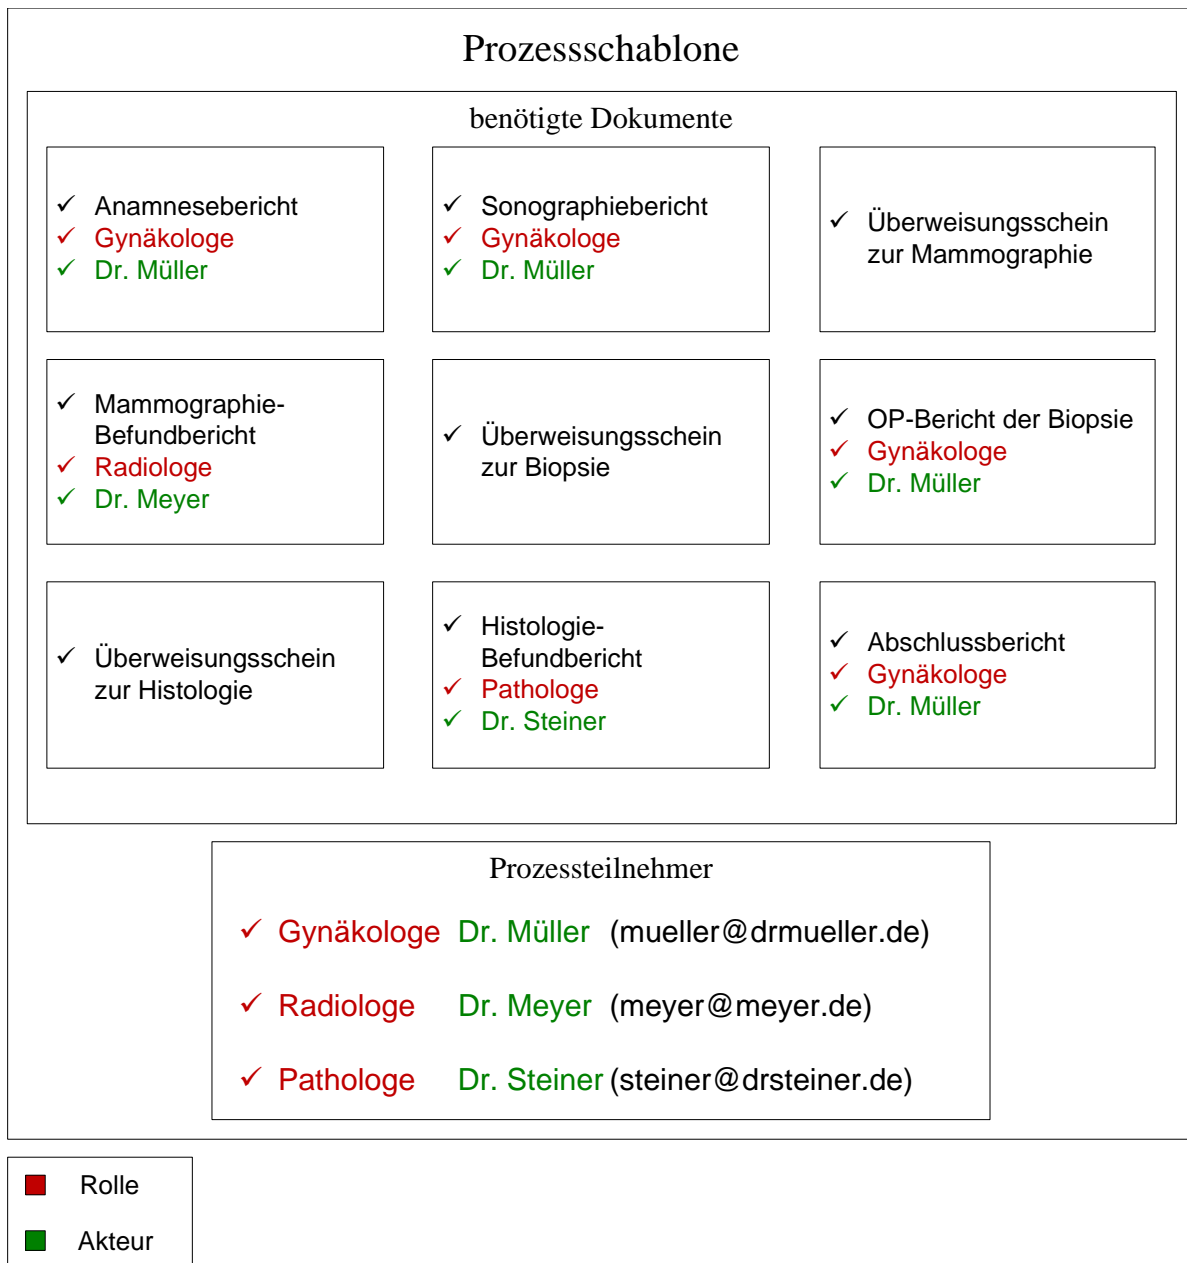 Prozessschablone
benötigte Dokumente
✓ Anamnesebericht
✓ Gynäkologe
✓ Dr. Müller
✓ Sonographiebericht
✓ Gynäkologe
✓ Dr. Müller
✓ Überweisungsschein
zur Mammographie
✓ Mammographie-
Befundbericht
✓ Radiologe
✓ Dr. Meyer
✓ Überweisungsschein
zur Biopsie
✓ OP-Bericht der Biopsie
✓ Gynäkologe
✓ Dr. Müller
✓ Überweisungsschein
zur Histologie
✓ Histologie-
Befundbericht
✓ Pathologe
✓ Dr. Steiner
✓ Abschlussbericht
✓ Gynäkologe
✓ Dr. Müller
Prozessteilnehmer
✓ Gynäkologe Dr. Müller (mueller@drmueller.de)
✓ Radiologe Dr. Meyer (meyer@meyer.de)
✓ Pathologe Dr. Steiner (steiner@drsteiner.de)
Rolle
Akteur